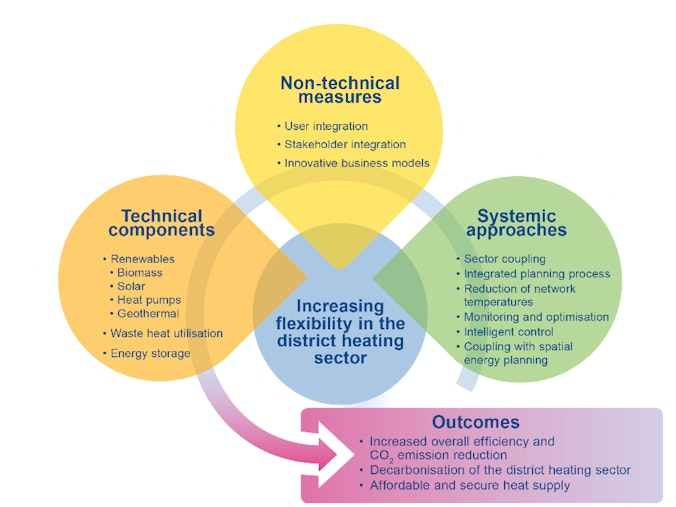 Non-technical
measures
• User integration
• Stakeholder integration
• Innovative business models
Technical
components
• Renewables
• Biomass
• Solar
• Heat pumps
• Geothermal
• Waste heat utilisation
• Energy storage
Increasing
flexibility in the
district heating
sector
Systemic
approaches
• Sector coupling
• Integrated planning process
• Reduction of network
temperatures
• Monitoring and optimisation
• Intelligent control
• Coupling with spatial
energy planning
Outcomes
• Increased overall efficiency and
CO₂ emission reduction
• Decarbonisation of the district heating sector
• Affordable and secure heat supply